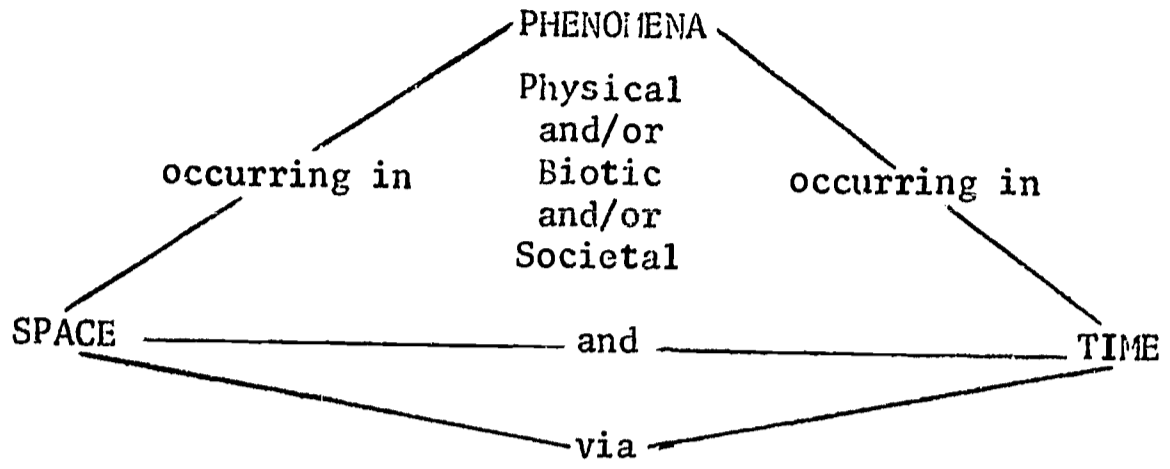 PHENOMENA
Physical
and/or
occurring in Biotic occurring in
and/or
Societal
SPACE and TIME
via